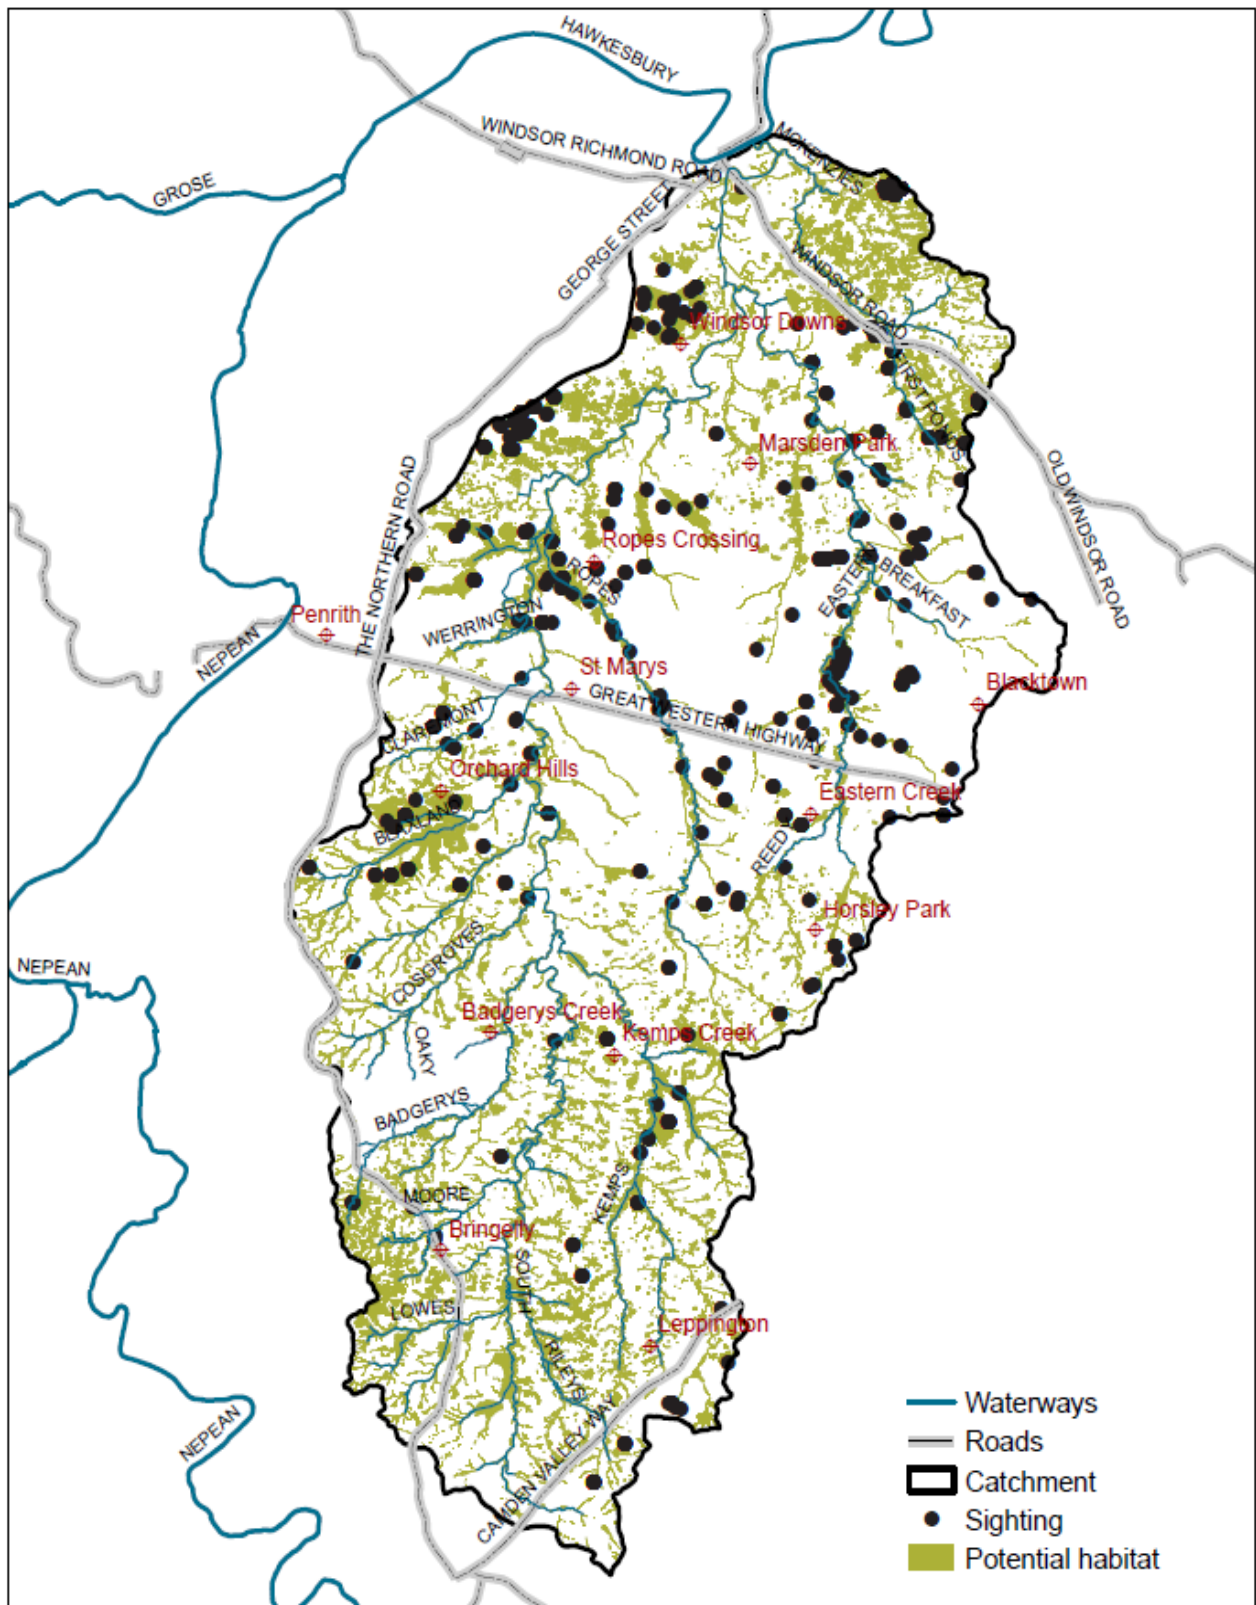 HAWKESBURY
WINDSOR RICHMOND ROAD
MCKENZIES
GROSE
GEORGE STREET
WINDSOR ROAD
Windsor Downs
FIRST PONDS
Marsden Park
OLD WINDSOR ROAD
THE NORTHERN ROAD
Ropes Crossing
ROPES
EASTERN
BREAKFAST
Penrith
WERRINGTON
NEPEAN
St Marys
Blacktown
GREAT WESTERN HIGHWAY
CLAREMONT
Orchard Hills
Eastern Creek
BLAXLAND
REEDY
Horsley Park
COSGROVES
NEPEAN
Badgerys Creek
Kemps Creek
OAKY
BADGERYS
KEMPS
MOORE
Bringelly
SOUTH
LOWES
Leppington
RILEYS
NEPEAN
CAMDEN VALLEY WAY
Waterways
Roads
Catchment
Sighting
Potential habitat